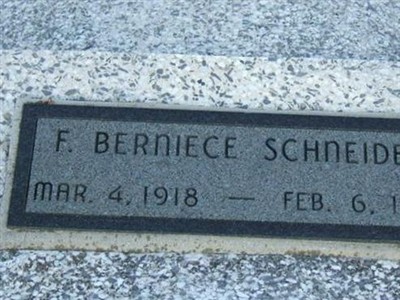 F. BERNIECE SCHNEIDE
MAR. 4, 1918 — FEB. 6, 1